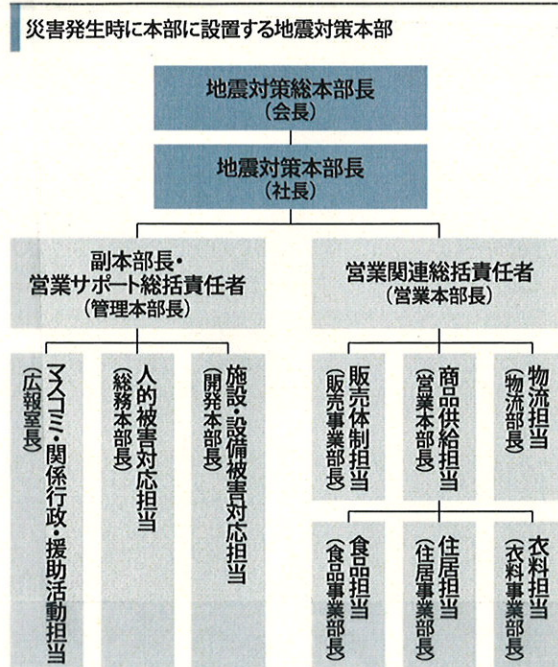 災害発生時に本部に設置する地震対策本部
地震対策総本部長
(会長)
地震対策本部長
(社長)
副本部長・
営業サポート総括責任者
(管理本部長)
営業関連総括責任者
(営業本部長)
マスコミ・関係行政・援助活動担当
(広報室長)
人的被害対応担当
(総務本部長)
施設・設備被害対応担当
(開発本部長)
販売体制担当
(販売事業部長)
商品供給担当
(営業本部長)
物流担当
(物流部長)
食品担当
(食品事業部長)
住居担当
(住居事業部長)
衣料担当
(衣料事業部長)